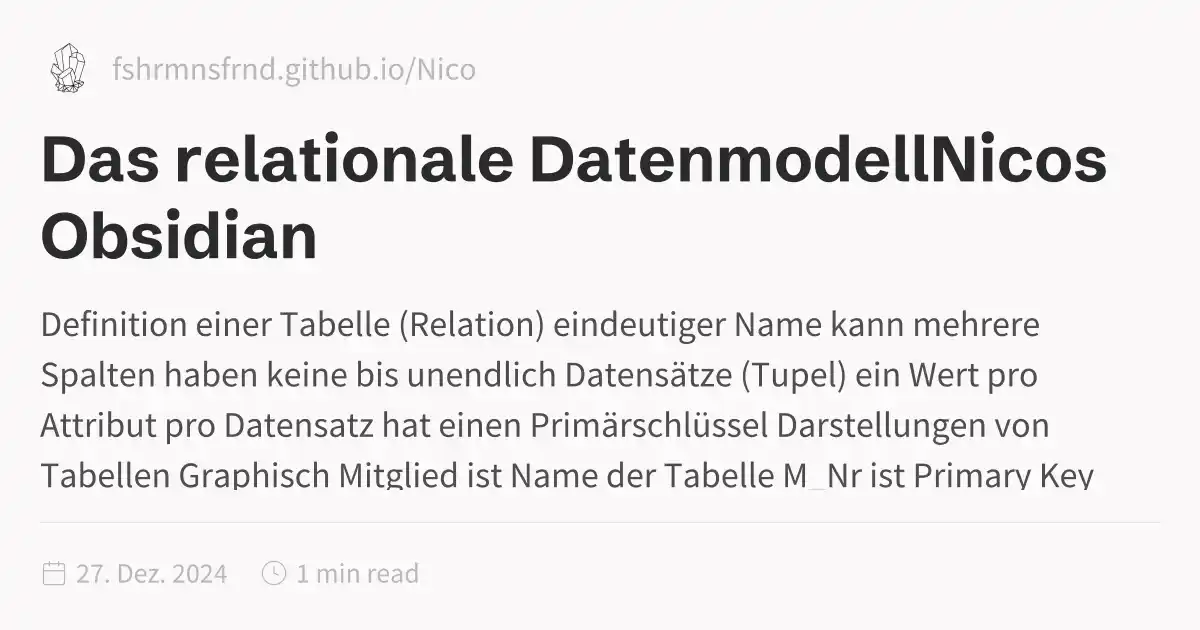 fshrmnsfrnd.github.io/Nico
Das relationale DatenmodellNicos
Obsidian
Definition einer Tabelle (Relation) eindeutiger Name kann mehrere
Spalten haben keine bis unendlich Datensätze (Tupel) ein Wert pro
Attribut pro Datensatz hat einen Primärschlüssel Darstellungen von
Tabellen Graphisch Mitglied ist Name der Tabelle M_Nr ist Primary Key
27. Dez. 2024
1 min read